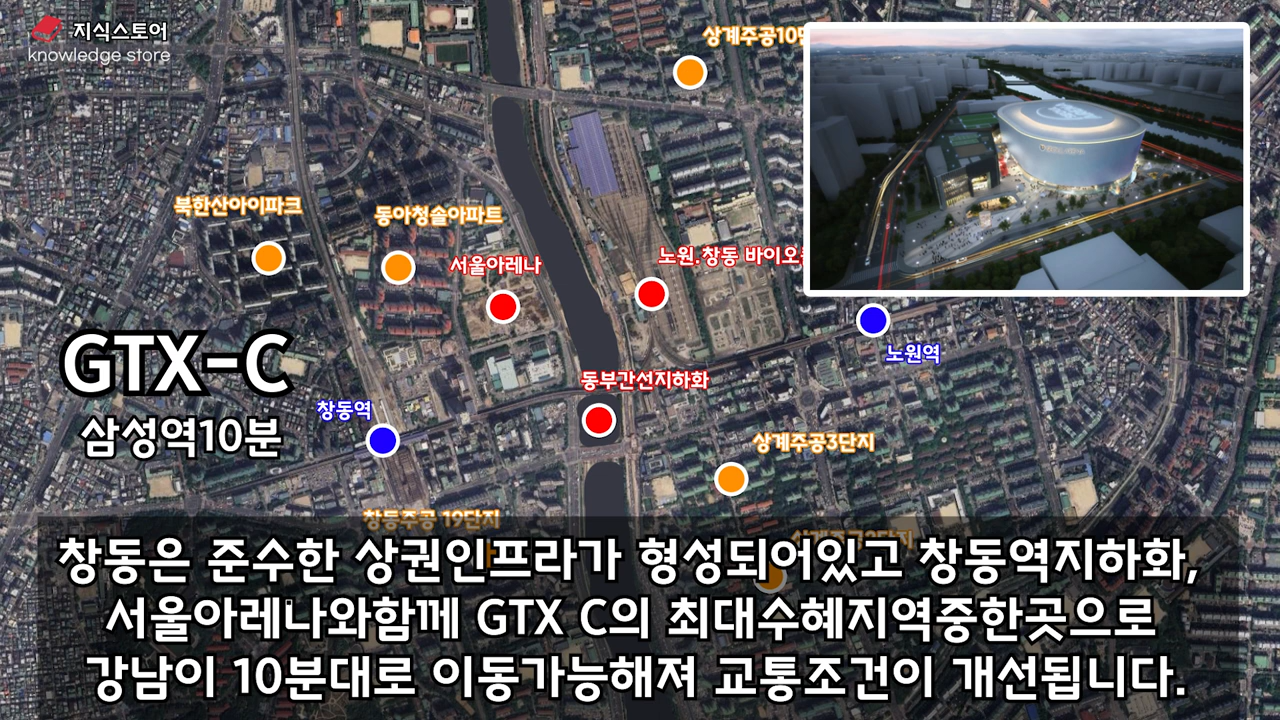 지식스토어
knowledge store
상계주공10단
북한산아이파크
동아청솔아파트
서울아레나
노원.창동 바이오
GTX-C
삼성역10분
창동역
동부간선지하화
노원역
상계주공3단지
창동주공 19단지
창동은 준수한 상권인프라가 형성되어있고 창동역지하화,
서울아레나와함께 GTX C의 최대수혜지역중한곳으로
강남이 10분대로 이동가능해져 교통조건이 개선됩니다.